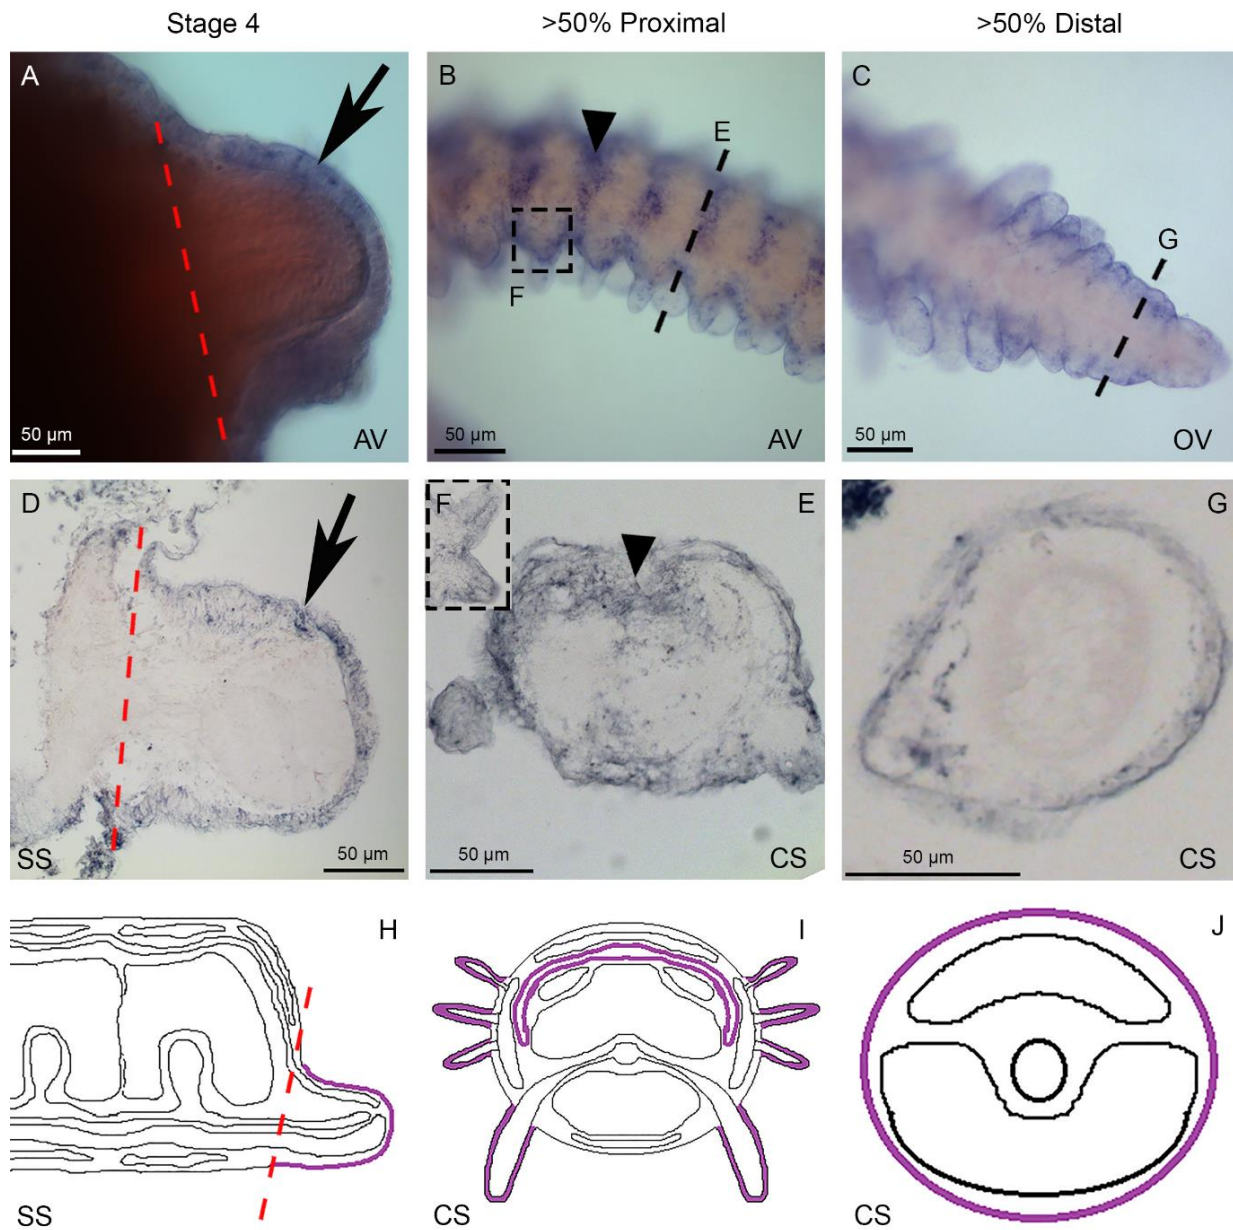 Stage 4
>50% Proximal
>50% Distal
A
50 µm
AV
B
E
F
50 µm
AV
C
G
50 µm
OV
D
SS
50 µm
F
E
50 µm
CS
G
50 µm
CS
H
SS
I
CS
J
CS